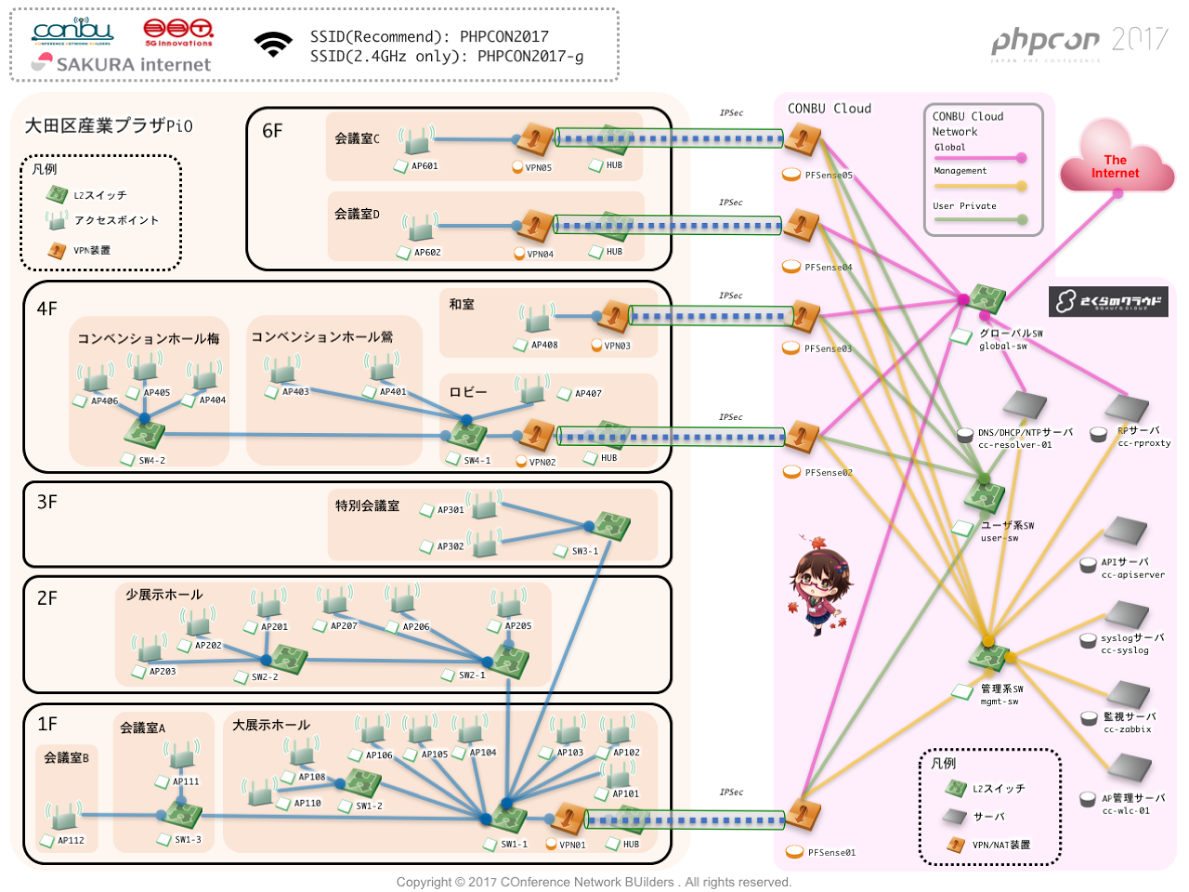 conbu
CONFERENCE NETWORK BUILDERS
5G innovations
SAKURA internet
SSID(Recommend): PHPCON2017
SSID(2.4GHz only): PHPCON2017-g
phpcon 2017
JAPAN PHP CONFERENCE
大田区産業プラザPiO
凡例
L2スイッチ
アクセスポイント
VPN装置
6F
会議室C
AP601
VPN05
HUB
IPSec
会議室D
AP602
VPN04
HUB
IPSec
4F
コンベンションホール梅
AP406
AP405
AP404
SW4-2
コンベンションホール鶯
AP403
AP401
和室
AP408
VPN03
IPSec
ロビー
AP407
SW4-1
VPN02
HUB
IPSec
3F
特別会議室
AP301
AP302
SW3-1
2F
少展示ホール
AP203
AP202
AP201
AP207
AP206
AP205
SW2-2
SW2-1
1F
会議室B
AP112
会議室A
AP111
SW1-3
大展示ホール
AP110
AP108
SW1-2
AP106
AP105
AP104
AP103
AP102
AP101
SW1-1
VPN01
HUB
IPSec
CONBU Cloud
PFSense05
PFSense04
PFSense03
PFSense02
PFSense01
CONBU Cloud
Network
Global
Management
User Private
The
Internet
さくらのクラウド
SAKURA CLOUD
グローバルSW
global-sw
DNS/DHCP/NTPサーバ
cc-resolver-01
RPサーバ
cc-rproxty
ユーザ系SW
user-sw
APIサーバ
cc-apiserver
syslogサーバ
cc-syslog
管理系SW
mgmt-sw
監視サーバ
cc-zabbix
AP管理サーバ
cc-wlc-01
凡例
L2スイッチ
サーバ
VPN/NAT装置
Copyright © 2017 COnference Network BUilders . All rights reserved.